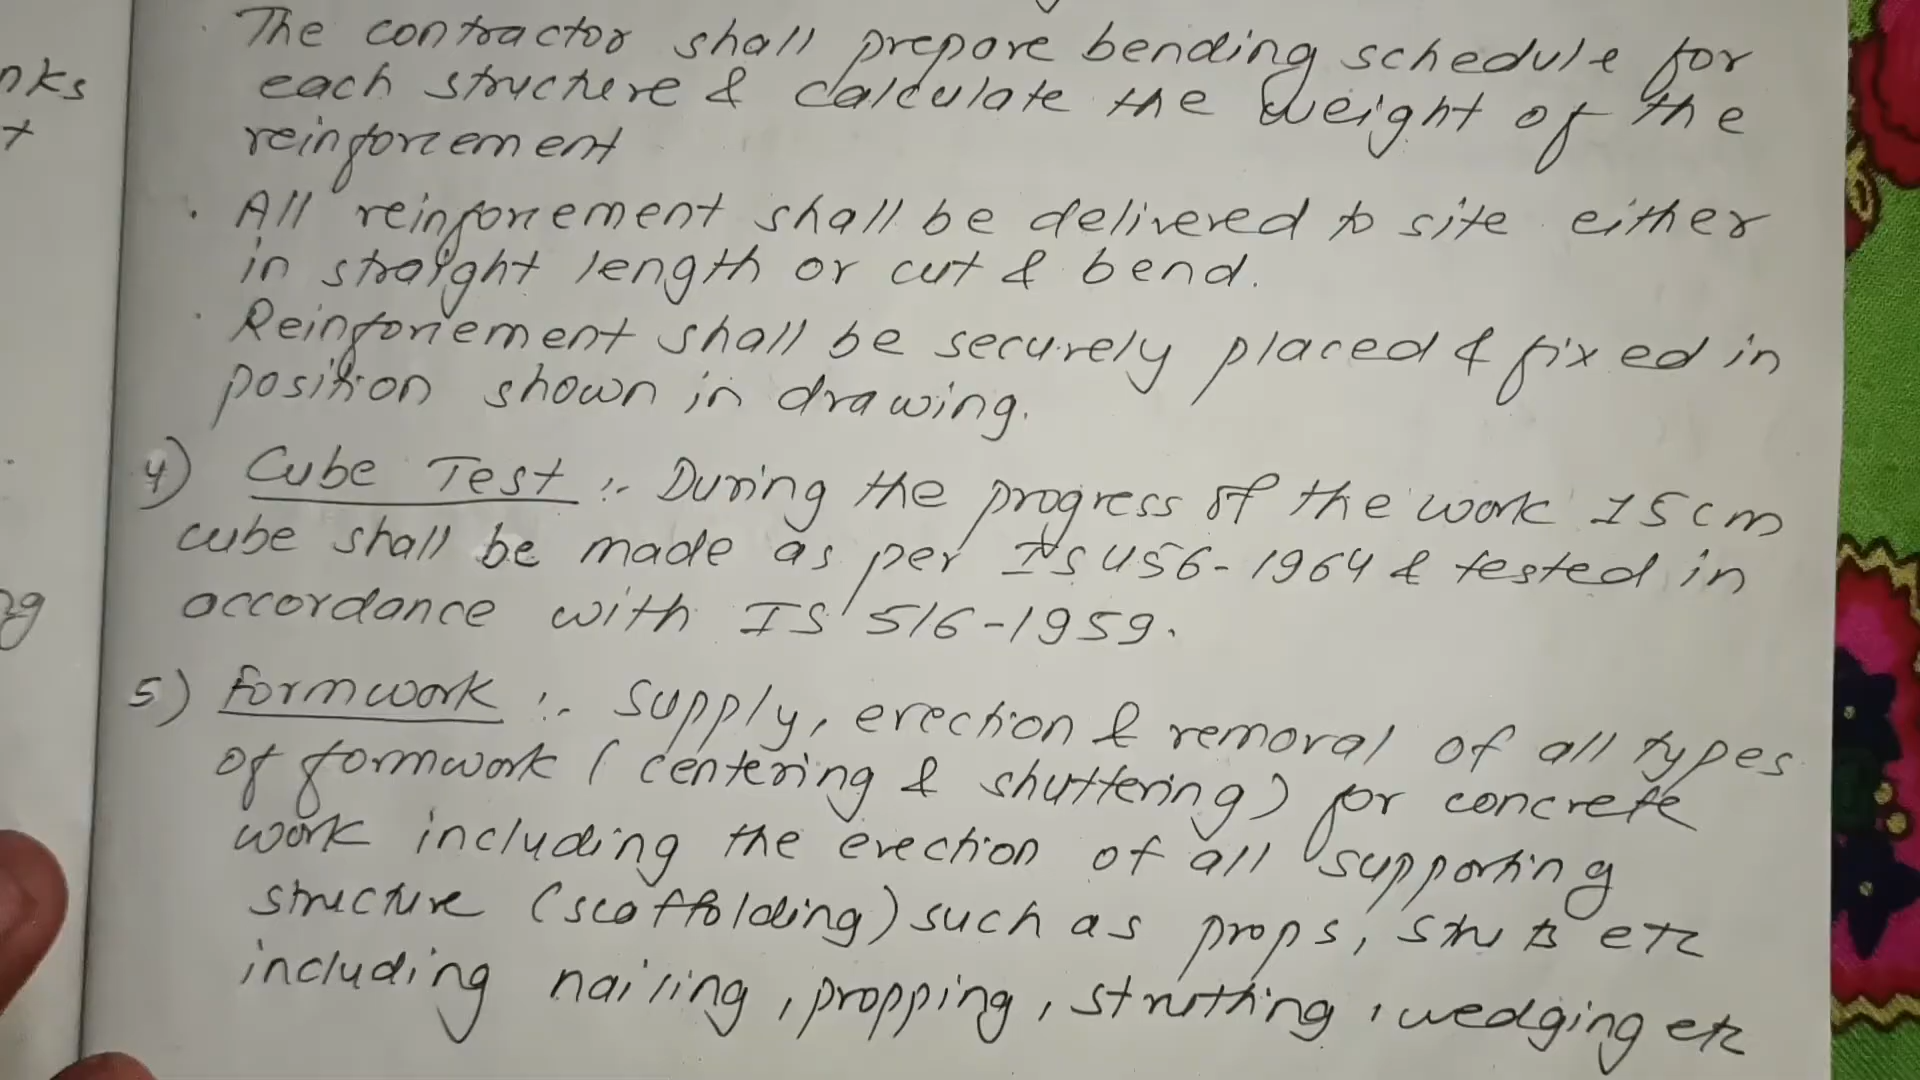 nks
t
ng
· The contractor shall prepare bending schedule for
each structure & calculate the weight of the
reinforcement
· All reinforcement shall be delivered to site either
in straight length or cut & bend.
· Reinforcement shall be securely placed & fixed in
position shown in drawing.
4) Cube Test :- During the progress of the work 15cm
cube shall be made as per IS 456-1964 & tested in
accordance with IS 516-1959.
5) Formwork :- Supply, erection & removal of all types
of formwork (centering & shuttering) for concrete
work including the erection of all supporting
structure (scaffolding) such as props, struts etc
including nailing, propping, strutting, wedging etc